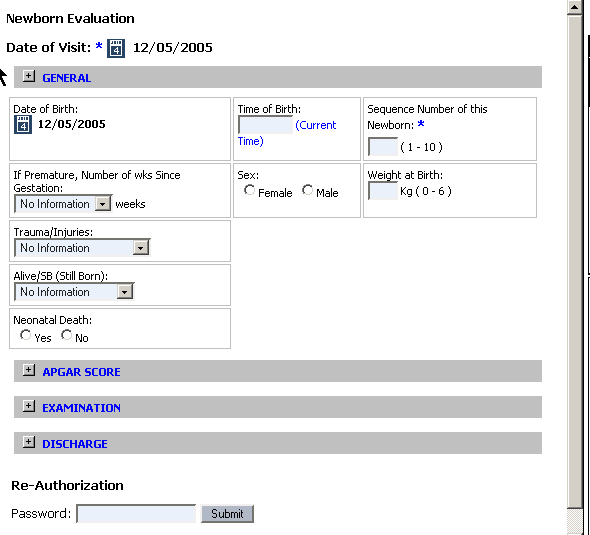 Newborn Evaluation
Date of Visit: * 4 12/05/2005
+ GENERAL
Date of Birth:
4 12/05/2005
Time of Birth:
(Current
Time)
Sequence Number of this
Newborn: *
( 1 - 10 )
If Premature, Number of wks Since
Gestation:
No Information weeks
Sex:
Female Male
Weight at Birth:
Kg ( 0 - 6 )
Trauma/Injuries:
No Information
Alive/SB (Still Born):
No Information
Neonatal Death:
Yes No
+ APGAR SCORE
+ EXAMINATION
+ DISCHARGE
Re-Authorization
Password: Submit